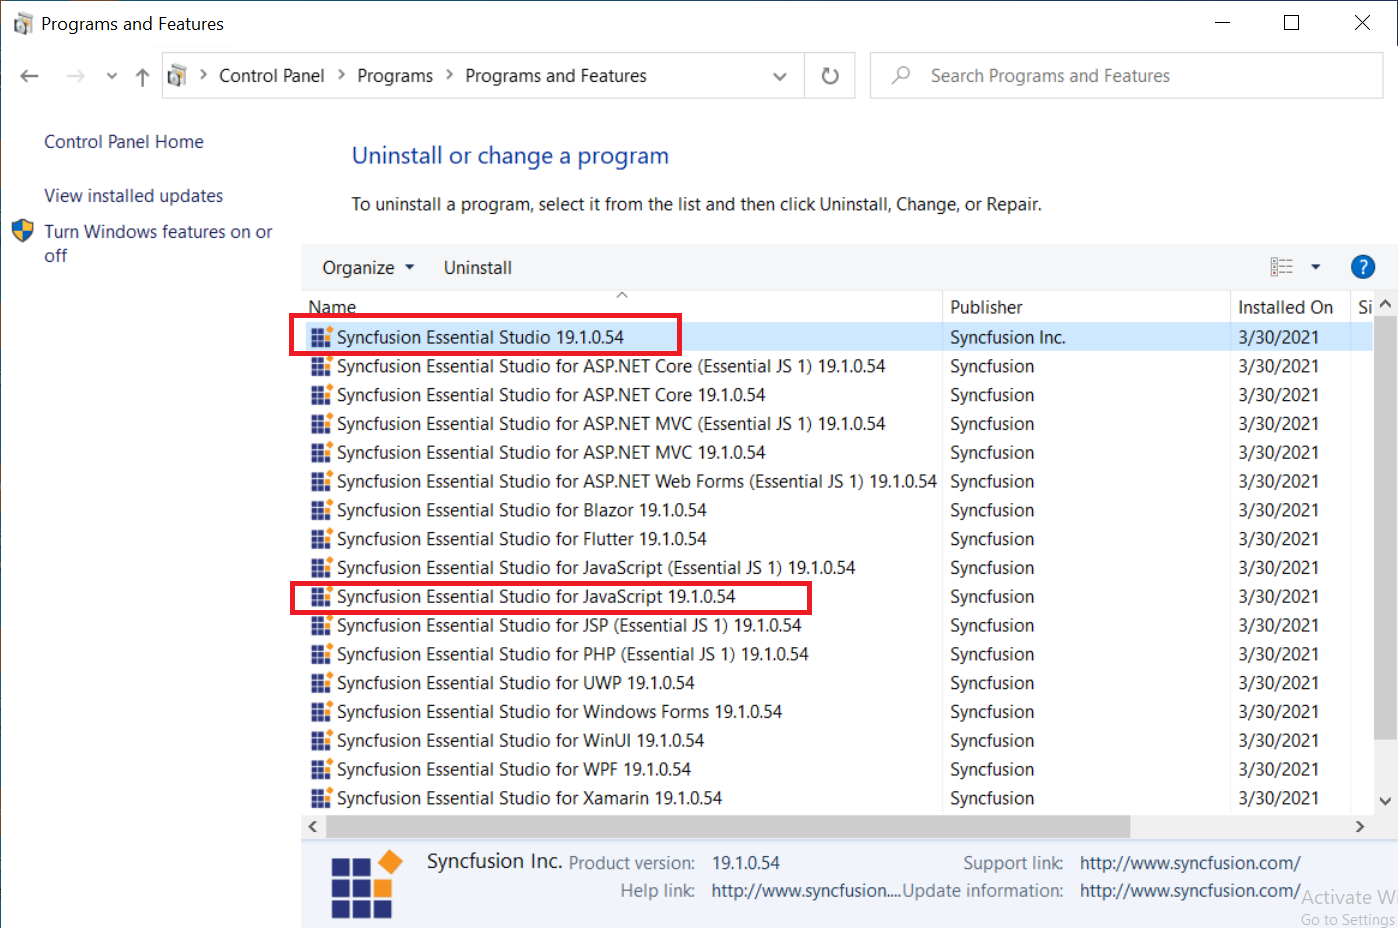 Programs and Features
Control Panel > Programs > Programs and Features
Search Programs and Features
Control Panel Home
View installed updates
Turn Windows features on or
off
Uninstall or change a program
To uninstall a program, select it from the list and then click Uninstall, Change, or Repair.
Organize Uninstall ?
Name Publisher Installed On Si
Syncfusion Essential Studio 19.1.0.54 Syncfusion Inc. 3/30/2021
Syncfusion Essential Studio for ASP.NET Core (Essential JS 1) 19.1.0.54 Syncfusion 3/30/2021
Syncfusion Essential Studio for ASP.NET Core 19.1.0.54 Syncfusion 3/30/2021
Syncfusion Essential Studio for ASP.NET MVC (Essential JS 1) 19.1.0.54 Syncfusion 3/30/2021
Syncfusion Essential Studio for ASP.NET MVC 19.1.0.54 Syncfusion 3/30/2021
Syncfusion Essential Studio for ASP.NET Web Forms (Essential JS 1) 19.1.0.54 Syncfusion 3/30/2021
Syncfusion Essential Studio for Blazor 19.1.0.54 Syncfusion 3/30/2021
Syncfusion Essential Studio for Flutter 19.1.0.54 Syncfusion 3/30/2021
Syncfusion Essential Studio for JavaScript (Essential JS 1) 19.1.0.54 Syncfusion 3/30/2021
Syncfusion Essential Studio for JavaScript 19.1.0.54 Syncfusion 3/30/2021
Syncfusion Essential Studio for JSP (Essential JS 1) 19.1.0.54 Syncfusion 3/30/2021
Syncfusion Essential Studio for PHP (Essential JS 1) 19.1.0.54 Syncfusion 3/30/2021
Syncfusion Essential Studio for UWP 19.1.0.54 Syncfusion 3/30/2021
Syncfusion Essential Studio for Windows Forms 19.1.0.54 Syncfusion 3/30/2021
Syncfusion Essential Studio for WinUI 19.1.0.54 Syncfusion 3/30/2021
Syncfusion Essential Studio for WPF 19.1.0.54 Syncfusion 3/30/2021
Syncfusion Essential Studio for Xamarin 19.1.0.54 Syncfusion 3/30/2021
Syncfusion Inc. Product version: 19.1.0.54 Support link: http://www.syncfusion.com/
Help link: http://www.syncfusion.... Update information: http://www.syncfusion.com/
Activate Wi
Go to Settings